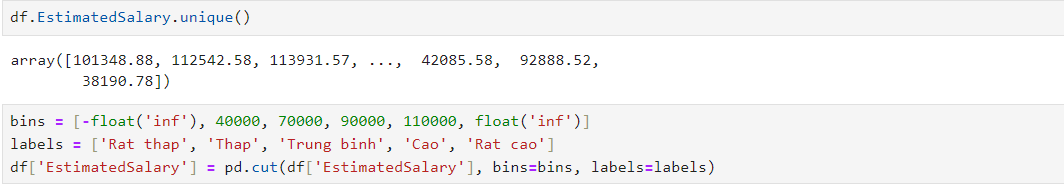 df.EstimatedSalary.unique()
array([101348.88, 112542.58, 113931.57, ..., 42085.58, 92888.52,
38190.78])
bins = [-float('inf'), 40000, 70000, 90000, 110000, float('inf')]
labels = ['Rat thap', 'Thap', 'Trung binh', 'Cao', 'Rat cao']
df['EstimatedSalary'] = pd.cut(df['EstimatedSalary'], bins=bins, labels=labels)